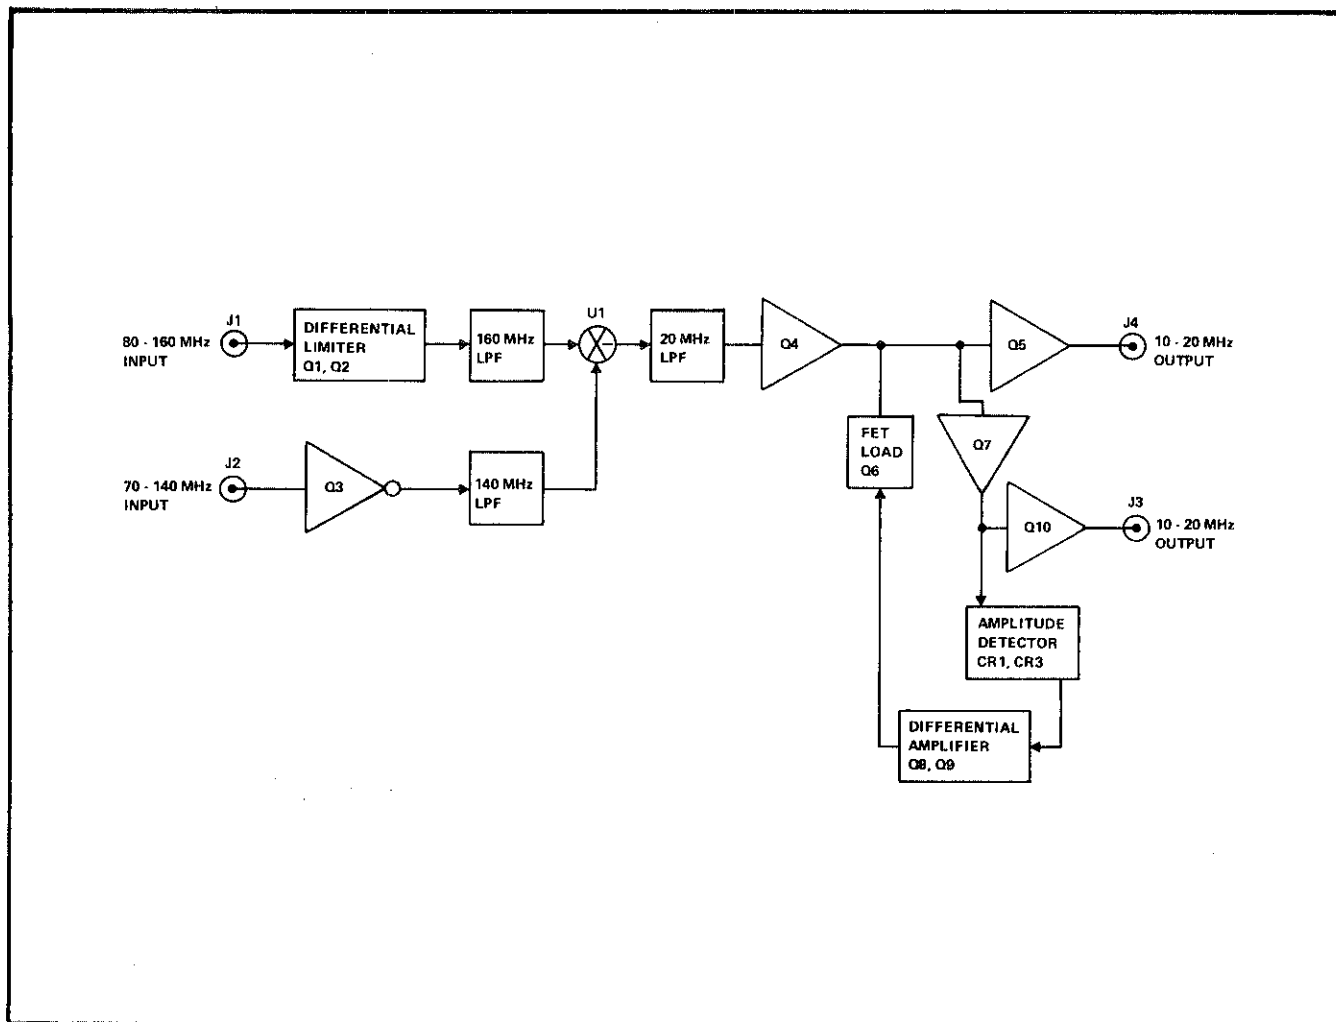 J1
80 - 160 MHz
INPUT
DIFFERENTIAL
LIMITER
Q1, Q2
160 MHz
LPF
U1
20 MHz
LPF
Q4
Q5
J4
10 - 20 MHz
OUTPUT
J2
70 - 140 MHz
INPUT
Q3
140 MHz
LPF
FET
LOAD
Q6
Q7
Q10
J3
10 - 20 MHz
OUTPUT
AMPLITUDE
DETECTOR
CR1, CR3
DIFFERENTIAL
AMPLIFIER
Q8, Q9